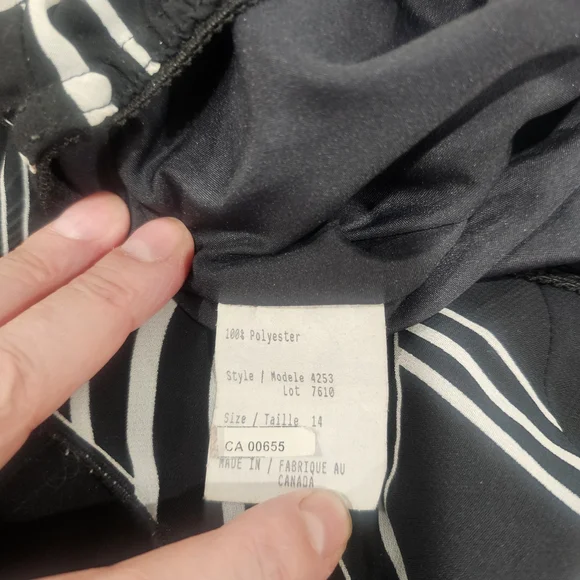 100% Polyester
Style / Modele 4253
Lot 7610
Size / Taille 14
CA 00655
MADE IN / FABRIQUE AU
CANADA